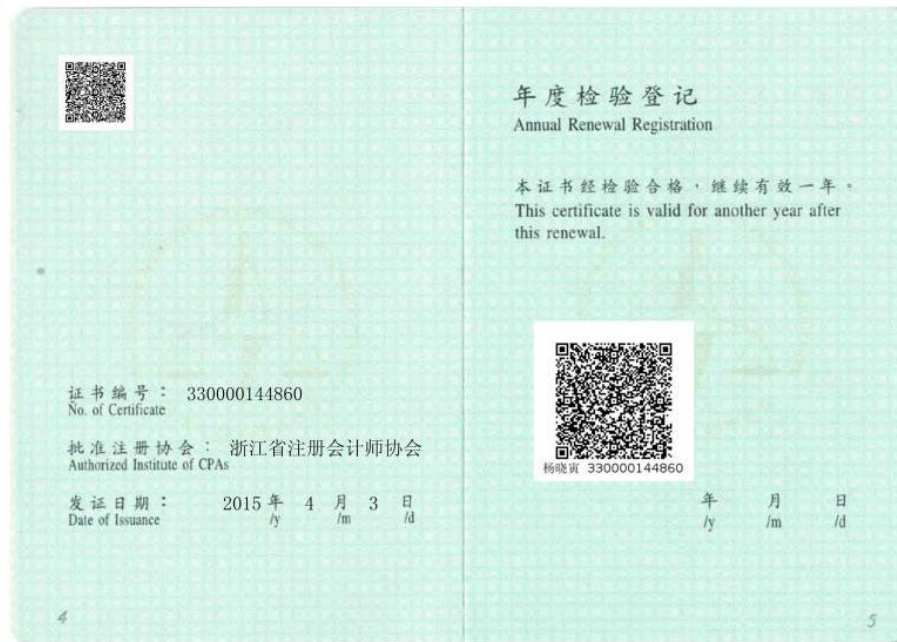 证书编号： 330000144860
No. of Certificate
批准注册协会： 浙江省注册会计师协会
Authorized Institute of CPAs
发证日期： 2015 年 4 月 3 日
Date of Issuance /y /m /d
4
年度检验登记
Annual Renewal Registration
本证书经检验合格，继续有效一年。
This certificate is valid for another year after
this renewal.
杨晓寅 330000144860
年 月 日
/y /m /d
5